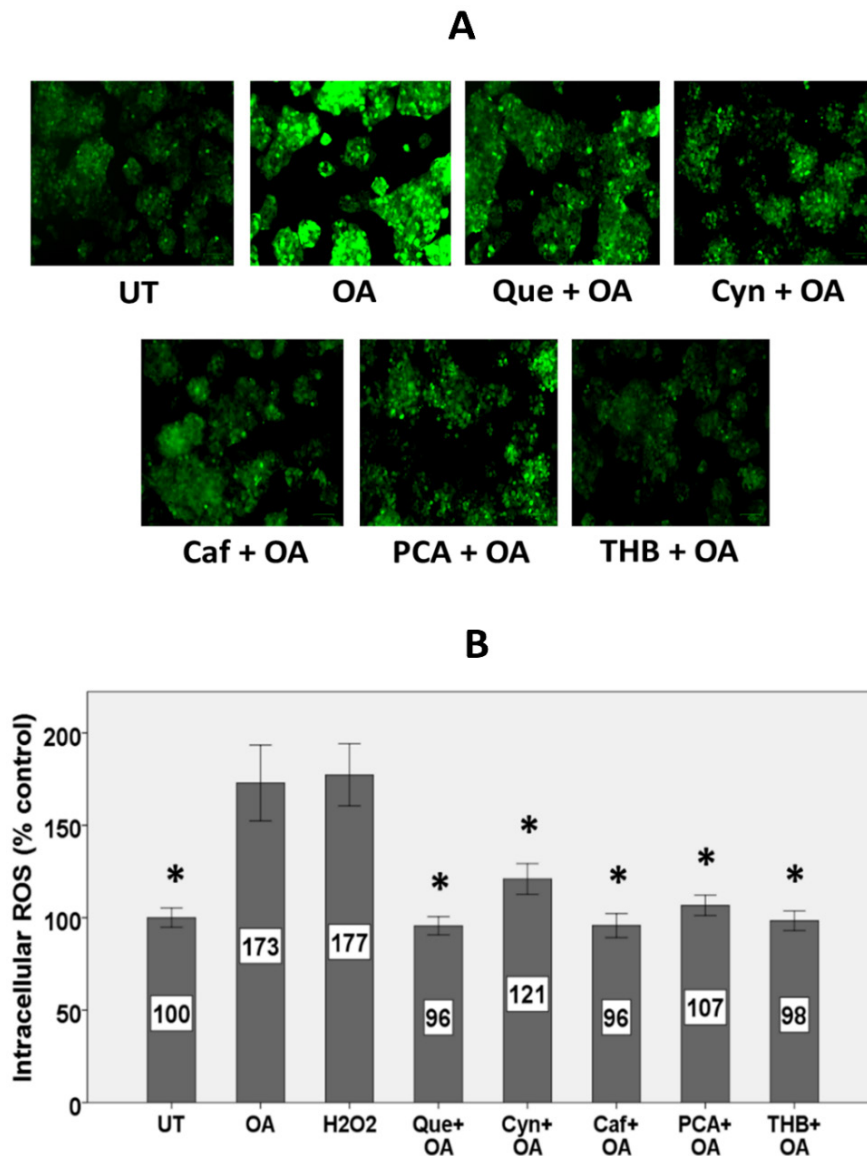 A
UT OA Que + OA Cyn + OA
Caf + OA PCA + OA THB + OA
B
Intracellular ROS (% control)
200
150
100
50
0
* * * * * *
100 173 177 96 121 96 107 98
UT OA H2O2 Que+ Cyn+ Caf+ PCA+ THB+
OA OA OA OA OA